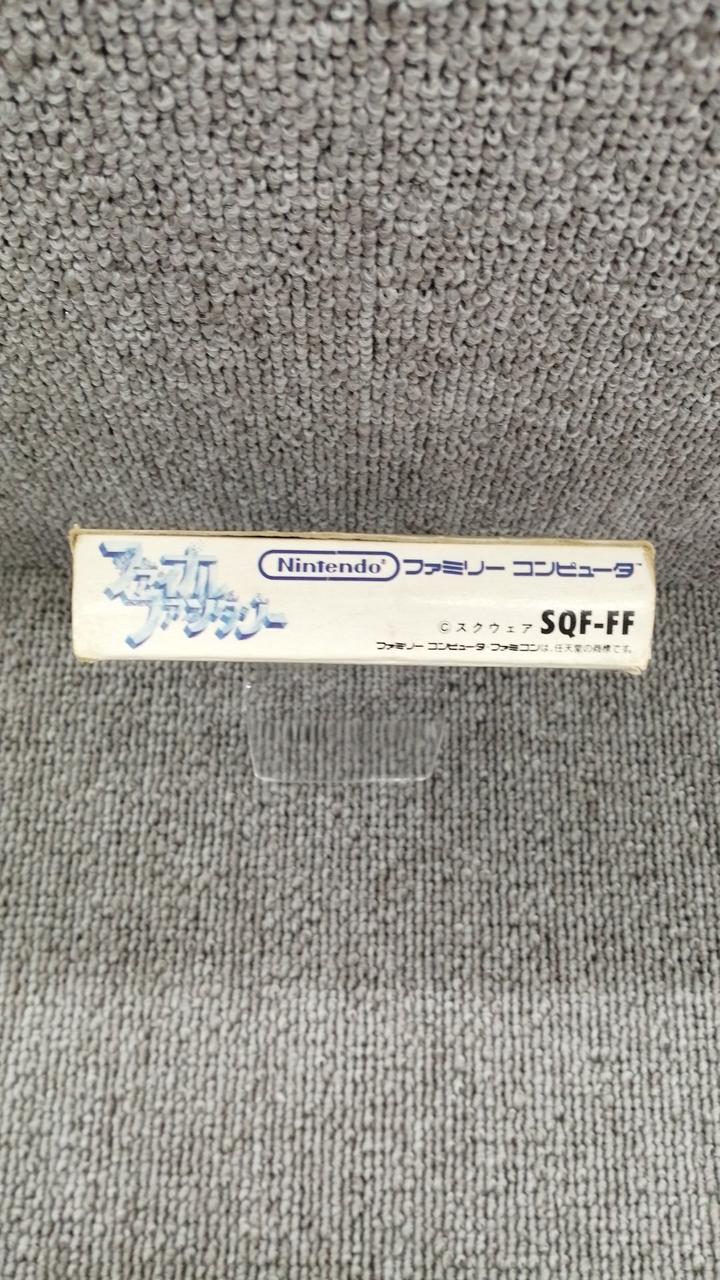 ファイナル
ファンタジー
Nintendo® ファミリー コンピュータ™
©スクウェア SQF-FF
ファミリー コンピュータ・ファミコンは、任天堂の商標です。